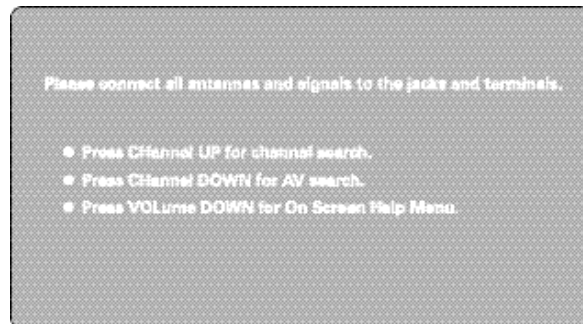 Please connect all antennas and signals to the jacks and terminals.
● Press CHannel UP for channel search.
● Press CHannel DOWN for AV search.
● Press VOLume DOWN for On Screen Help Menu.